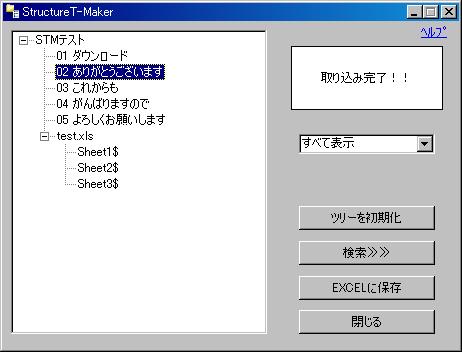 StructureT-Maker
ﾍﾙﾌﾟ
STMテスト
01 ダウンロード
02 ありがとうございます
03 これからも
04 がんばりますので
05 よろしくお願いします
test.xls
Sheet1$
Sheet2$
Sheet3$
取り込み完了！！
すべて表示
ツリーを初期化
検索≫≫
EXCELに保存
閉じる